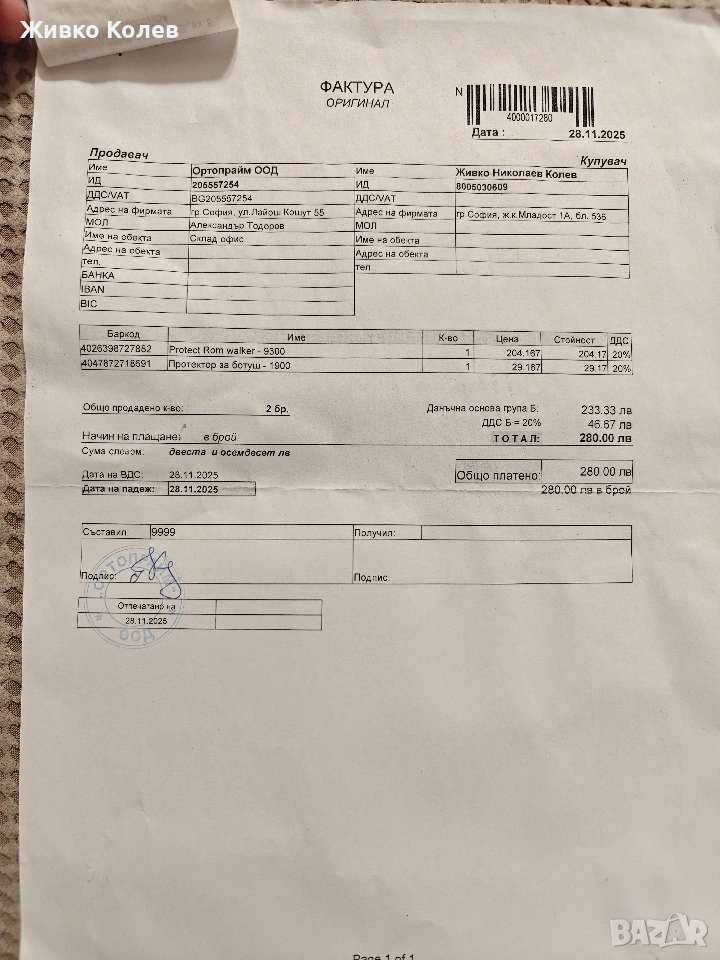 Живко Колев
ФАКТУРА
ОРИГИНАЛ
N
4000017280
Дата : 28.11.2025
Продавач Купувач
Име Ортопрайм ООД Име Живко Николаев Колев
ИД 205557254 ИД 8005030609
ДДС/VAT BG205557254 ДДС/VAT
Адрес на фирмата гр.София, ул.Лайош Кошут 55 Адрес на фирмата гр.София, ж.к.Младост 1А, бл. 536
МОЛ Александър Тодоров МОЛ
Име на обекта Склад офис Име на обекта
Адрес на обекта Адрес на обекта
тел. тел
БАНКА
IBAN
BIC
Баркод Име К-во Цена Стойност ДДС
4026398727882 Protect Rom walker - 9300 1 204.167 204.17 20%
4047872718591 Протектор за ботуш - 1900 1 29.167 29.17 20%
Общо продадено к-во: 2 бр. Данъчна основа група Б: 233.33 лв
ДДС Б = 20% 46.67 лв
Начин на плащане: в брой ТОТАЛ: 280.00 лв
Сума словом: двеста и осемдесет лв
Дата на ВДС: 28.11.2025 Общо платено: 280.00 лв
Дата на падеж: 28.11.2025 280.00 лв в брой
Съставил 9999 Получил:
Подпис: Подпис:
"ОРТОПРАЙМ" ООД
Отпечатано на
28.11.2025
BAZAR
Page 1 of 1